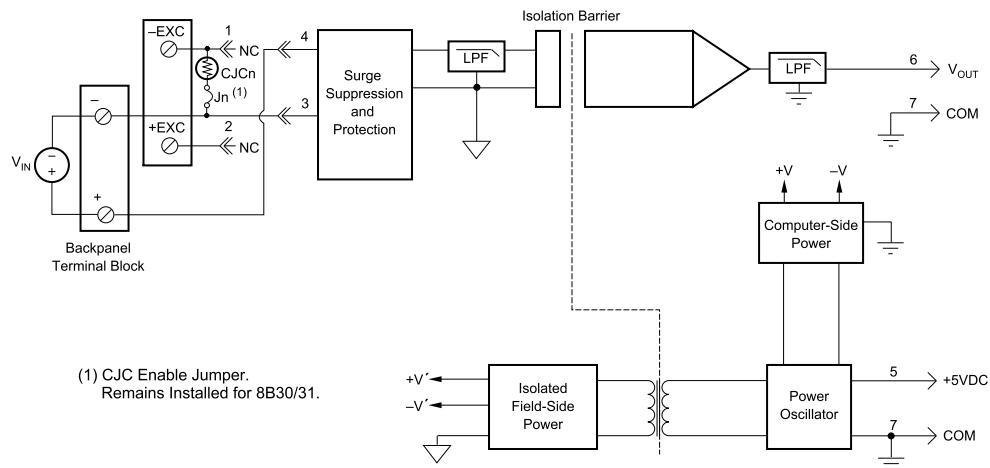 Isolation Barrier
–EXC
1
NC
4
CJCn
Jn (1)
LPF
Surge
Suppression
and
Protection
LPF
6
VOUT
–
3
7
COM
+EXC
2
NC
VIN
–
+
+
+V
–V
Computer-Side
Power
Backpanel
Terminal Block
(1) CJC Enable Jumper.
Remains Installed for 8B30/31.
+V´
–V´
Isolated
Field-Side
Power
Power
Oscillator
5
+5VDC
7
COM